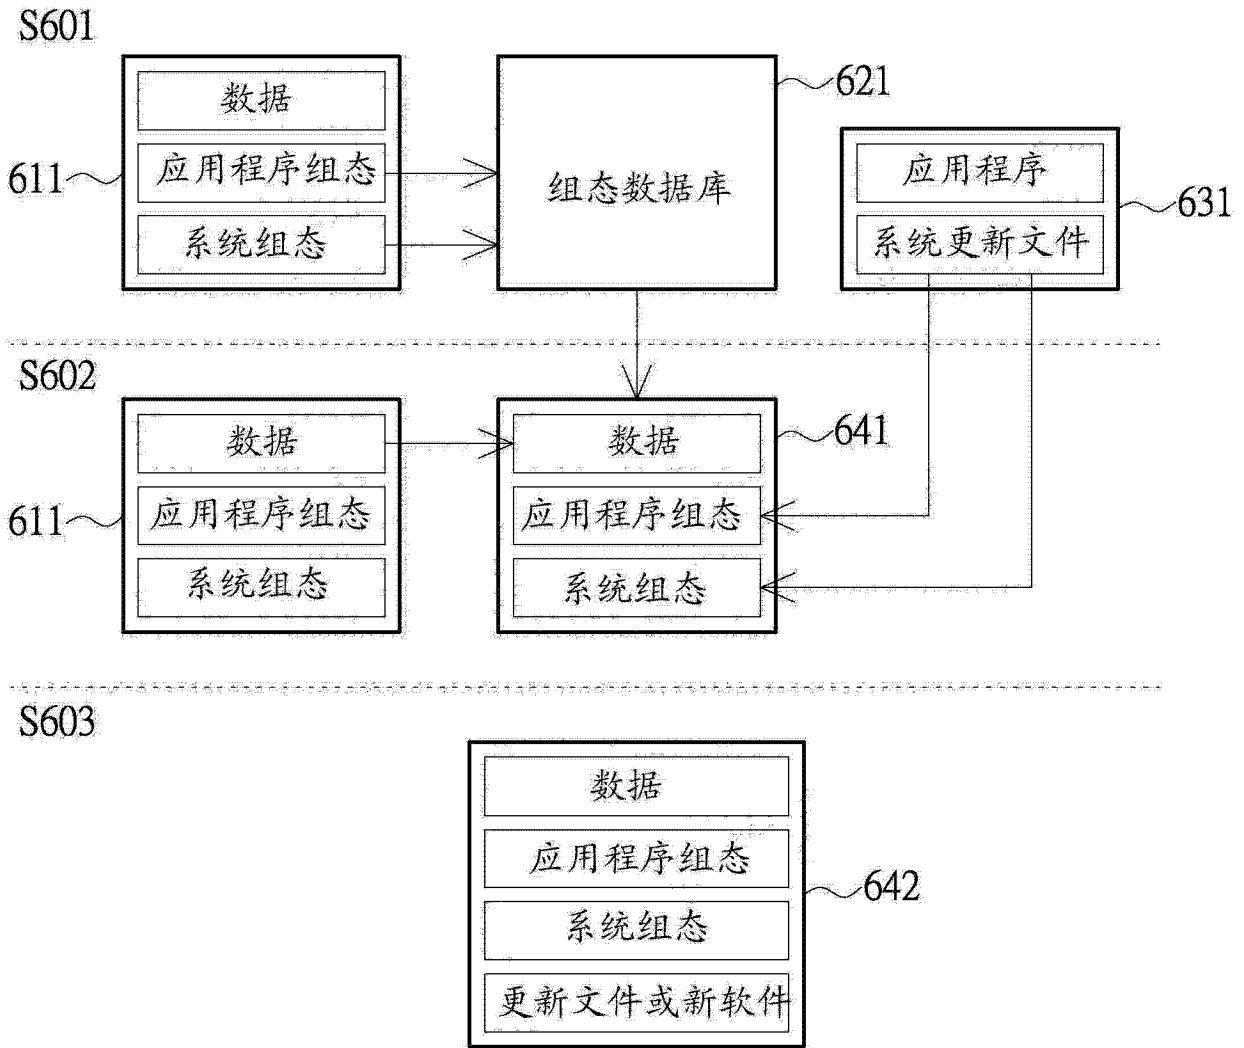 S601
数据
应用程序组态
系统组态
611
组态数据库
621
应用程序
系统更新文件
631
S602
数据
应用程序组态
系统组态
611
数据
应用程序组态
系统组态
641
S603
数据
应用程序组态
系统组态
更新文件或新软件
642